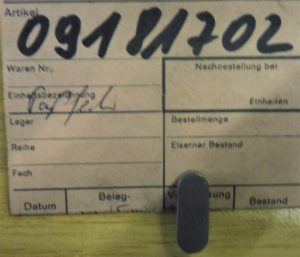 Artikel
09181702
Waren Nr.
Nachbestellung bei
Einheitsbezeichnung
Einheiten
Lager
Bestellmenge
Reihe
Eiserner Bestand
Fach
Datum
Beleg-
Bestand